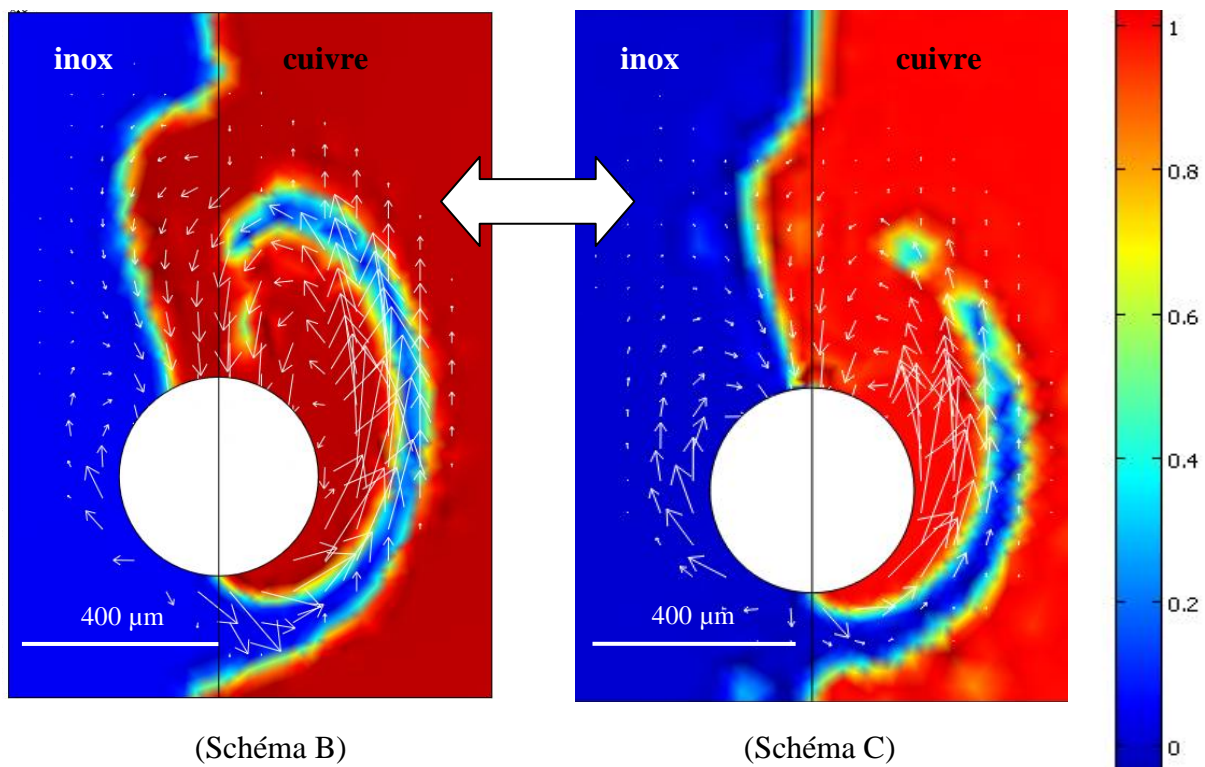 inox
cuivre
inox
cuivre
1
0.8
0.6
0.4
0.2
0
400 µm
400 µm
(Schéma B)
(Schéma C)